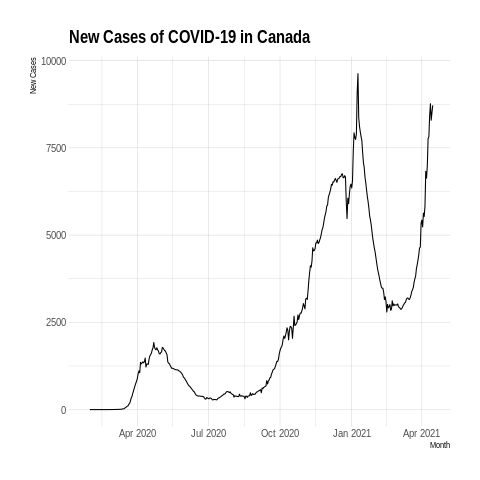 New Cases of COVID-19 in Canada
New Cases
10000
7500
5000
2500
0
Apr 2020 Jul 2020 Oct 2020 Jan 2021 Apr 2021
Month